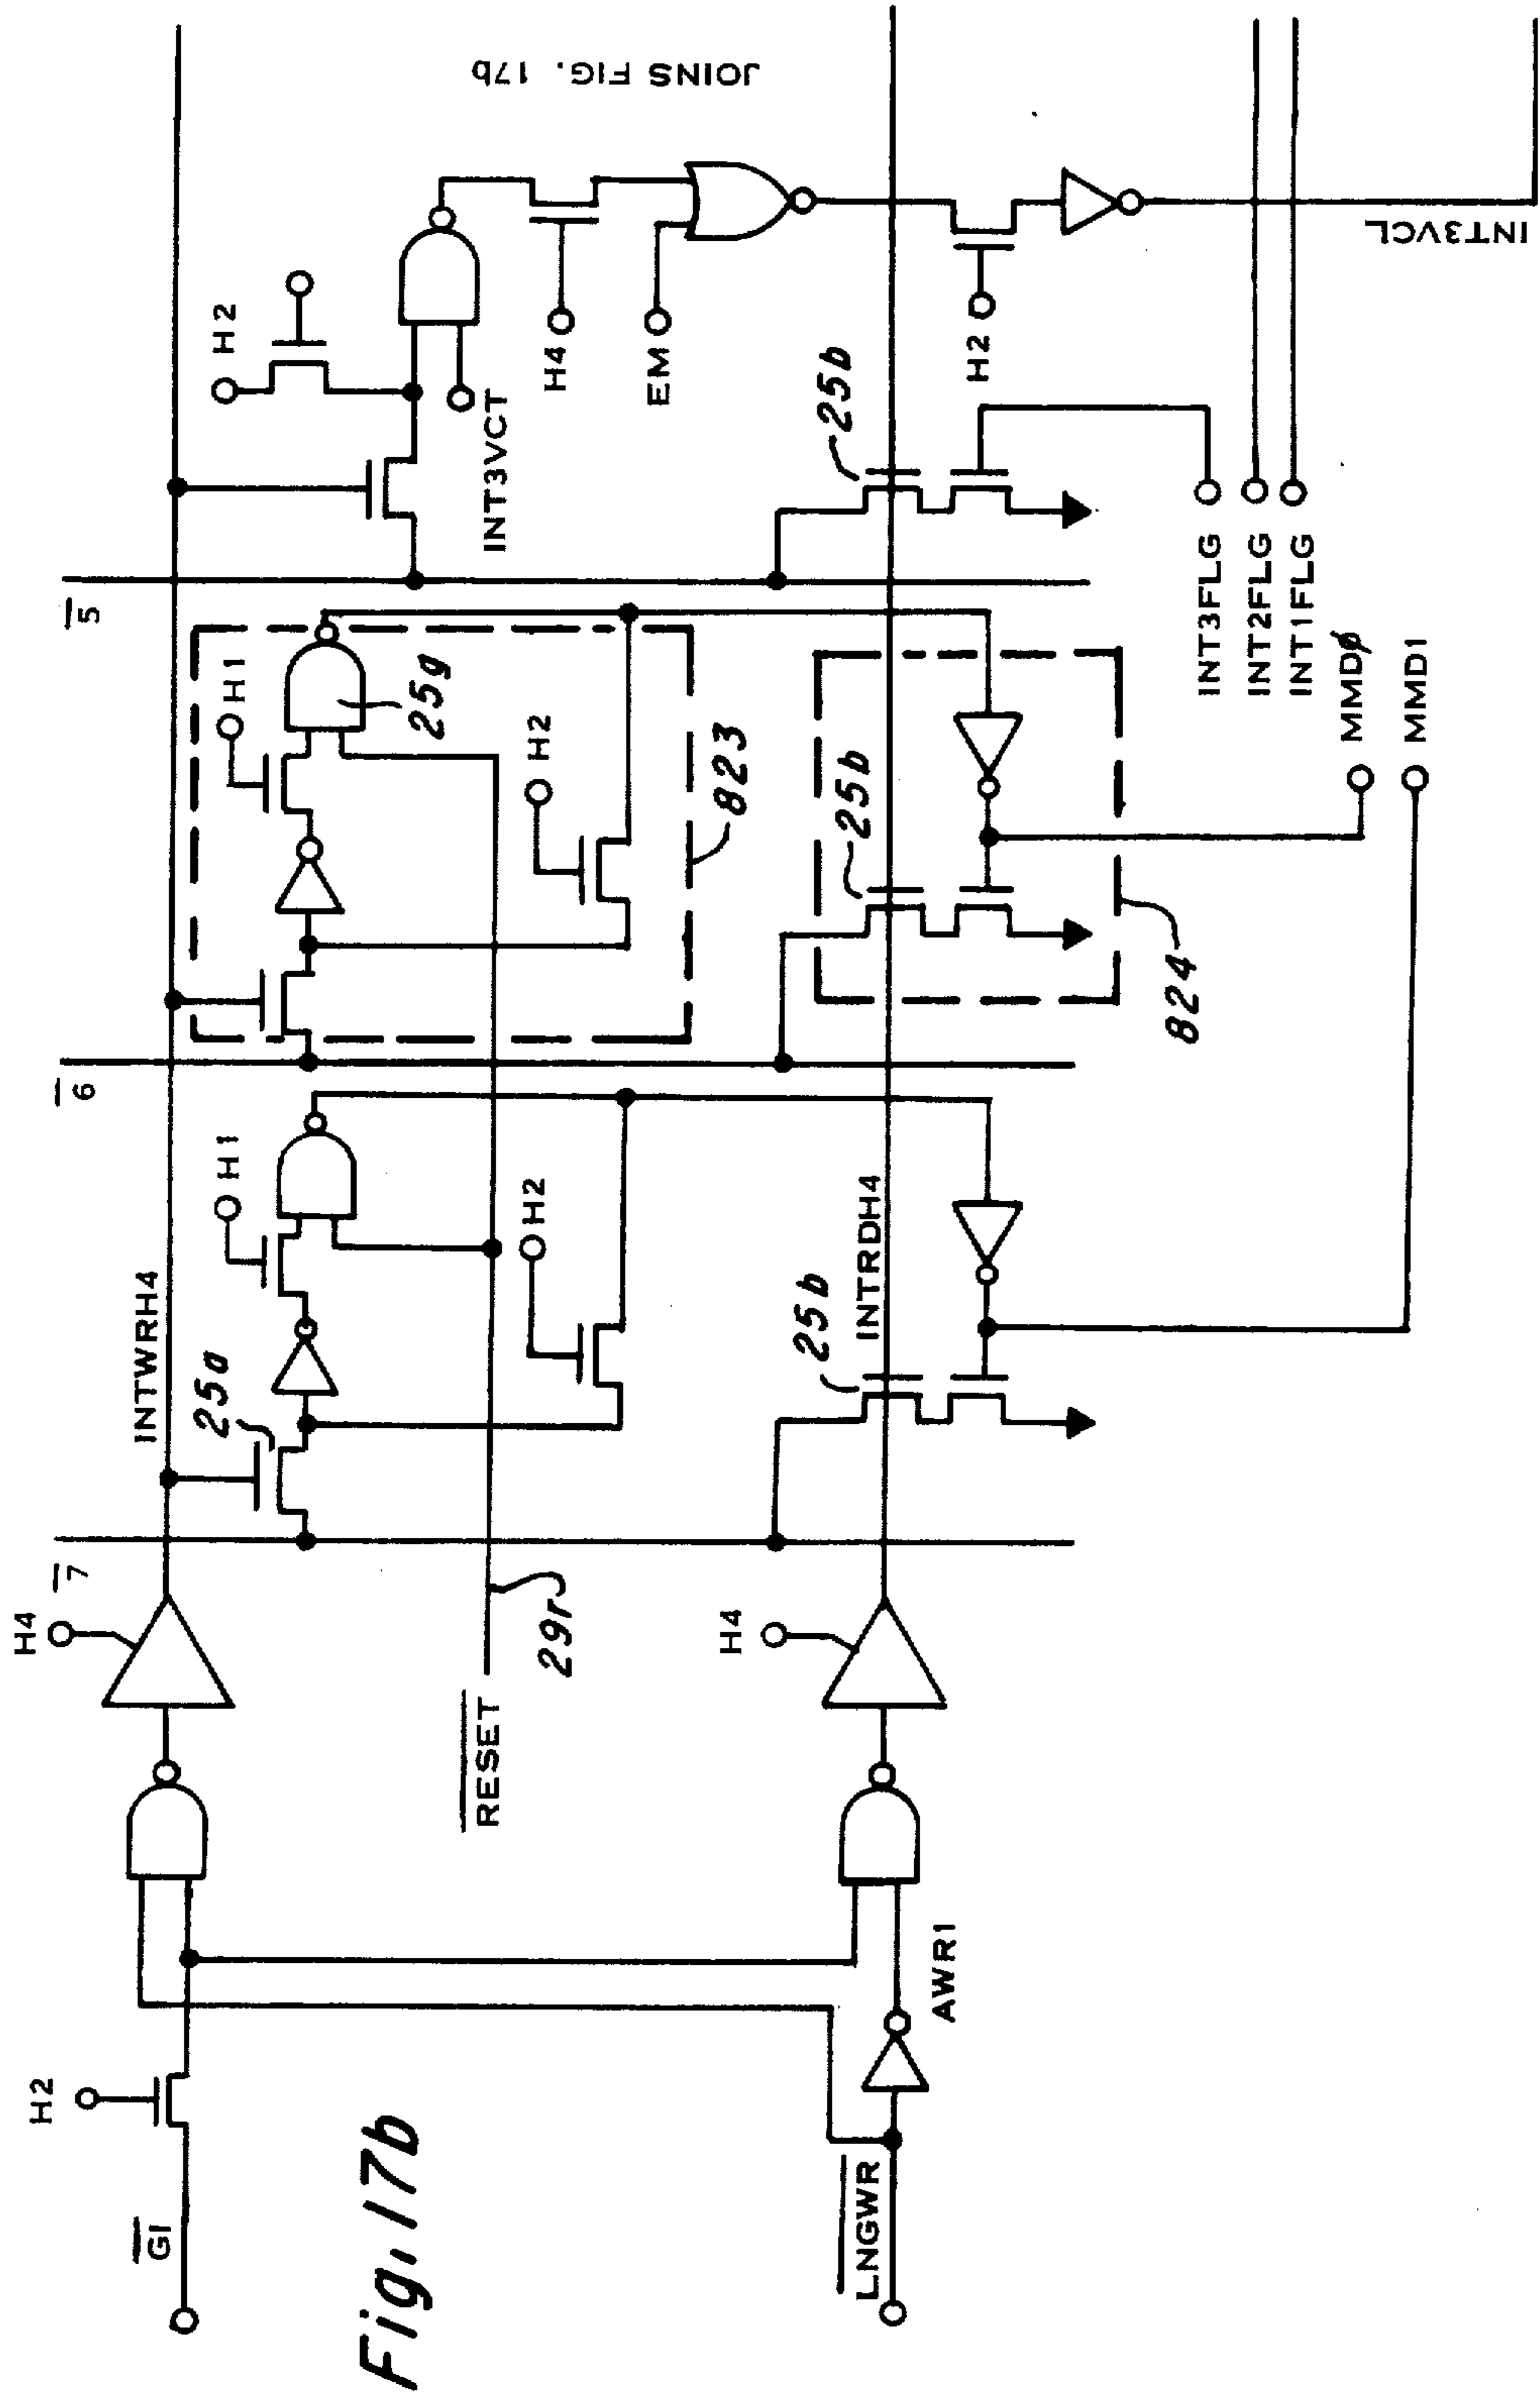 Fig. 17b
G1
H2
LNGWR
AWR1
H4
H4
RESET
29r
INTWRH4
INTRDH4
7
25a
H1
H2
25b
6
H1
25g
H2
823
25b
824
5
H2
INT3VCT
H4
EM
25b
H2
INT3FLG
INT2FLG
INT1FLG
MMDØ
MMD1
INT3VCL
JOINS FIG. 17b